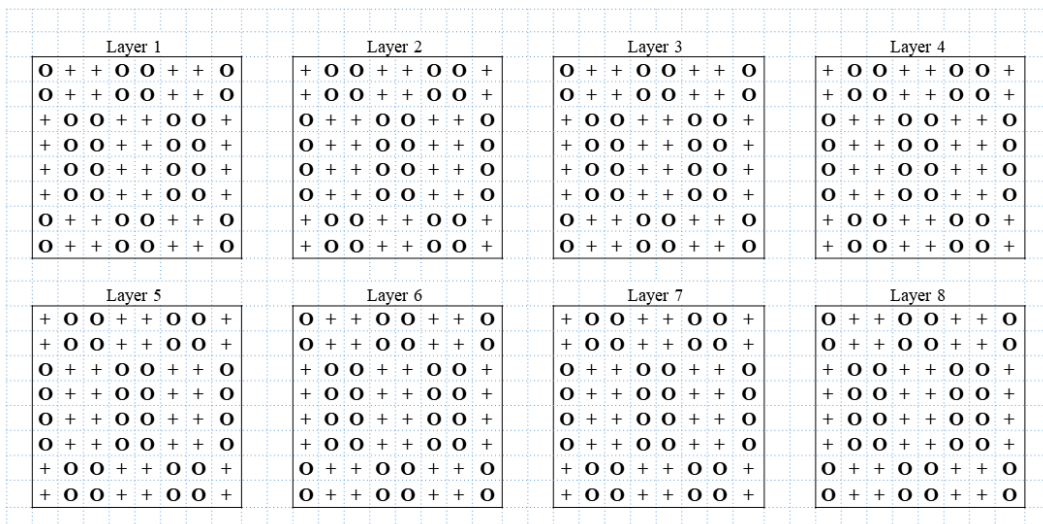 Layer 1
O + + O O + + O
O + + O O + + O
+ O O + + O O +
+ O O + + O O +
+ O O + + O O +
+ O O + + O O +
O + + O O + + O
O + + O O + + O
Layer 2
+ O O + + O O +
+ O O + + O O +
O + + O O + + O
O + + O O + + O
O + + O O + + O
O + + O O + + O
+ O O + + O O +
+ O O + + O O +
Layer 3
O + + O O + + O
O + + O O + + O
+ O O + + O O +
+ O O + + O O +
+ O O + + O O +
+ O O + + O O +
O + + O O + + O
O + + O O + + O
Layer 4
+ O O + + O O +
+ O O + + O O +
O + + O O + + O
O + + O O + + O
O + + O O + + O
O + + O O + + O
+ O O + + O O +
+ O O + + O O +
Layer 5
+ O O + + O O +
+ O O + + O O +
O + + O O + + O
O + + O O + + O
O + + O O + + O
O + + O O + + O
+ O O + + O O +
+ O O + + O O +
Layer 6
O + + O O + + O
O + + O O + + O
+ O O + + O O +
+ O O + + O O +
+ O O + + O O +
+ O O + + O O +
O + + O O + + O
O + + O O + + O
Layer 7
+ O O + + O O +
+ O O + + O O +
O + + O O + + O
O + + O O + + O
O + + O O + + O
O + + O O + + O
+ O O + + O O +
+ O O + + O O +
Layer 8
O + + O O + + O
O + + O O + + O
+ O O + + O O +
+ O O + + O O +
+ O O + + O O +
+ O O + + O O +
O + + O O + + O
O + + O O + + O